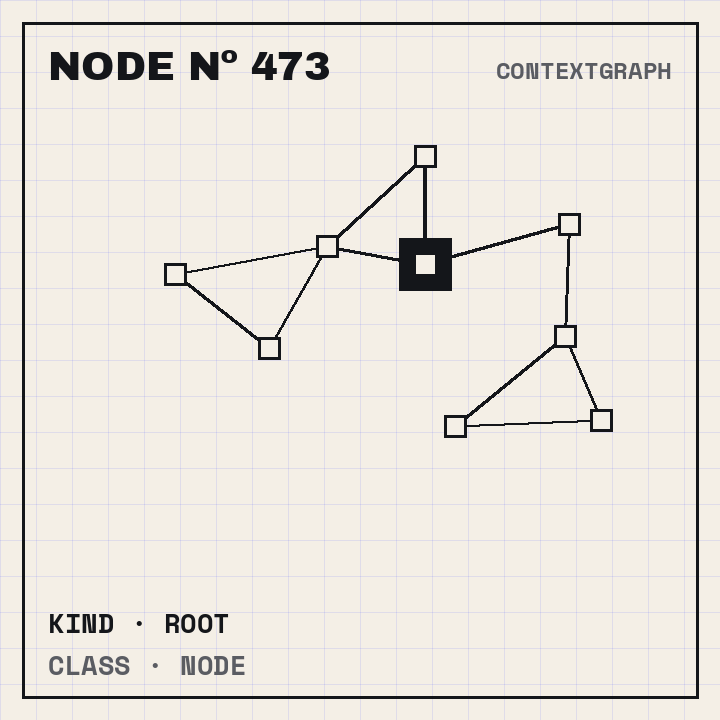 NODE Nº 473
CONTEXTGRAPH
KIND · ROOT
CLASS · NODE